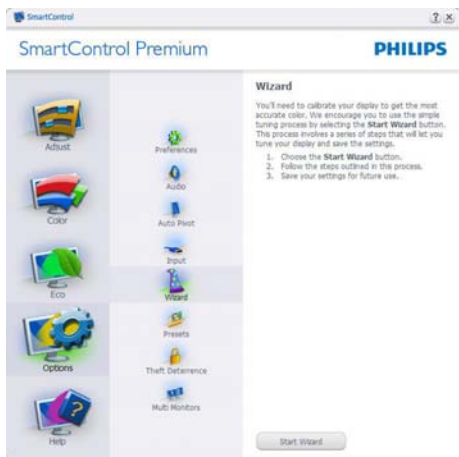 SmartControl
? ×
SmartControl Premium
PHILIPS
Adjust
Color
Eco
Options
Help
Preferences
Audio
Auto Pivot
Input
Wizard
Presets
Theft Deterrence
Multi Monitors
Wizard
You'll need to calibrate your display to get the most
accurate color. We encourage you to use the simple
tuning process by selecting the Start Wizard button.
This process involves a series of steps that will let you
tune your display and save the settings.
1. Choose the Start Wizard button.
2. Follow the steps outlined in this process.
3. Save your settings for future use.
Start Wizard